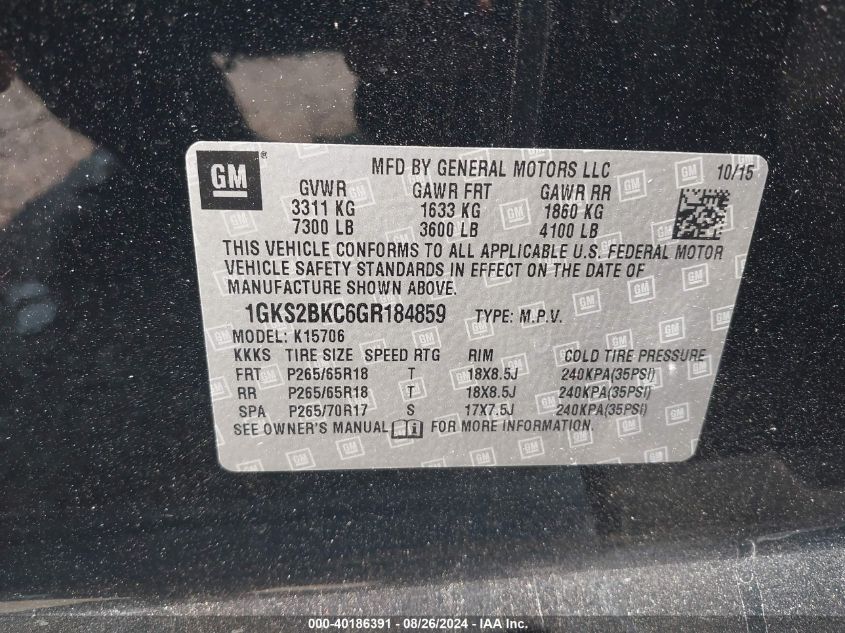 GM ® MFD BY GENERAL MOTORS LLC 10/15
GVWR GAWR FRT GAWR RR
3311 KG 1633 KG 1860 KG
7300 LB 3600 LB 4100 LB
THIS VEHICLE CONFORMS TO ALL APPLICABLE U.S. FEDERAL MOTOR
VEHICLE SAFETY STANDARDS IN EFFECT ON THE DATE OF
MANUFACTURE SHOWN ABOVE.
1GKS2BKC6GR184859 TYPE: M.P.V.
MODEL: K15706
KKKS TIRE SIZE SPEED RTG RIM COLD TIRE PRESSURE
FRT P265/65R18 T 18X8.5J 240KPA(35PSI)
RR P265/65R18 T 18X8.5J 240KPA(35PSI)
SPA P265/70R17 S 17X7.5J 240KPA(35PSI)
SEE OWNER'S MANUAL FOR MORE INFORMATION.
000-40186391 - 08/26/2024 - IAA Inc.